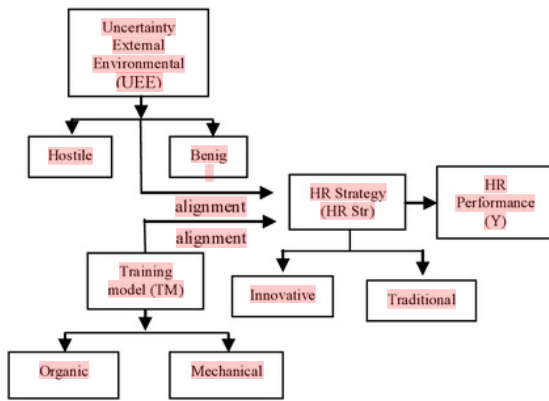 Uncertainty
External
Environmental
(UEE)
Hostile
Benig
alignment
HR Strategy
(HR Str)
HR
Performance
(Y)
alignment
Training
model (TM)
Innovative
Traditional
Organic
Mechanical